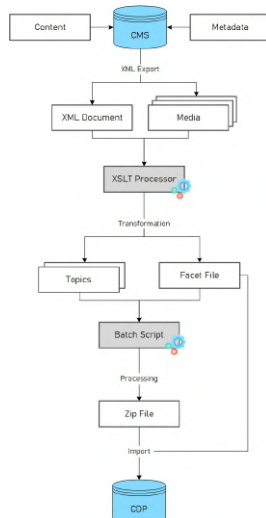 Content
CMS
Metadata
XML Export
XML Document
Media
XSLT Processor
Transformation
Topics
Facet File
Batch Script
Processing
Zip File
Import
CDP